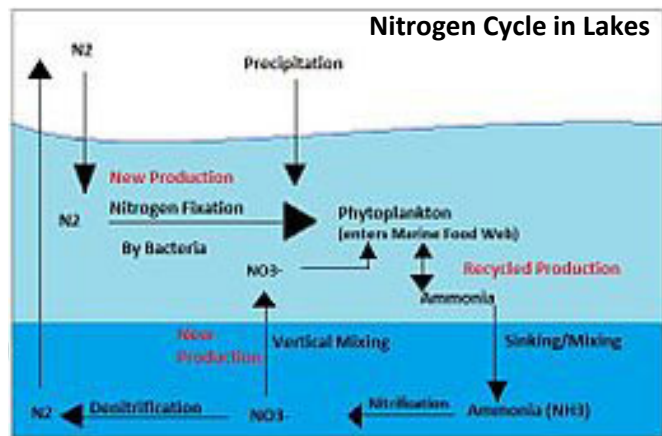 Nitrogen Cycle in Lakes
N2
Precipitation
New Production
N2
Nitrogen Fixation
Phytoplankton
(enters Marine Food Web)
By Bacteria
NO3-
Recycled Production
Ammonia
New
Production
Vertical Mixing
Sinking/Mixing
N2
Denitrification
NO3-
Nitrification
Ammonia (NH3)